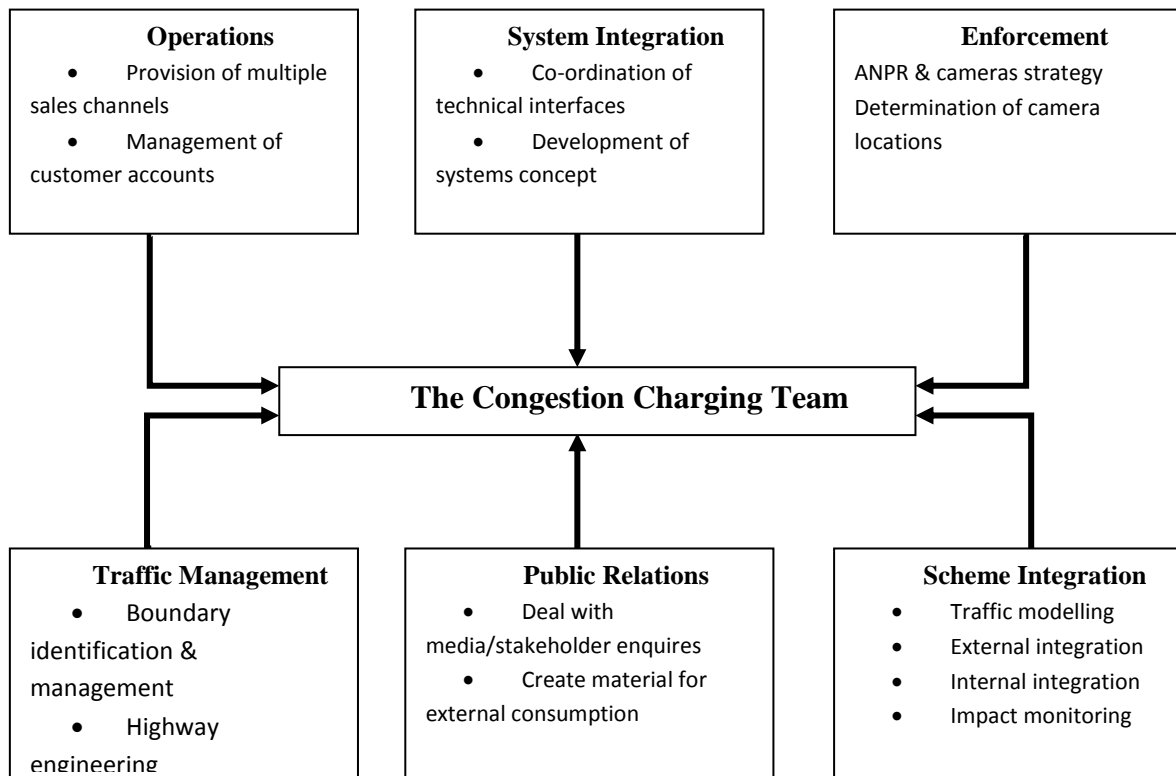 Operations
• Provision of multiple
sales channels
• Management of
customer accounts
System Integration
• Co-ordination of
technical interfaces
• Development of
systems concept
Enforcement
ANPR & cameras strategy
Determination of camera
locations
The Congestion Charging Team
Traffic Management
• Boundary
identification &
management
• Highway
engineering
Public Relations
• Deal with
media/stakeholder enquires
• Create material for
external consumption
Scheme Integration
• Traffic modelling
• External integration
• Internal integration
• Impact monitoring